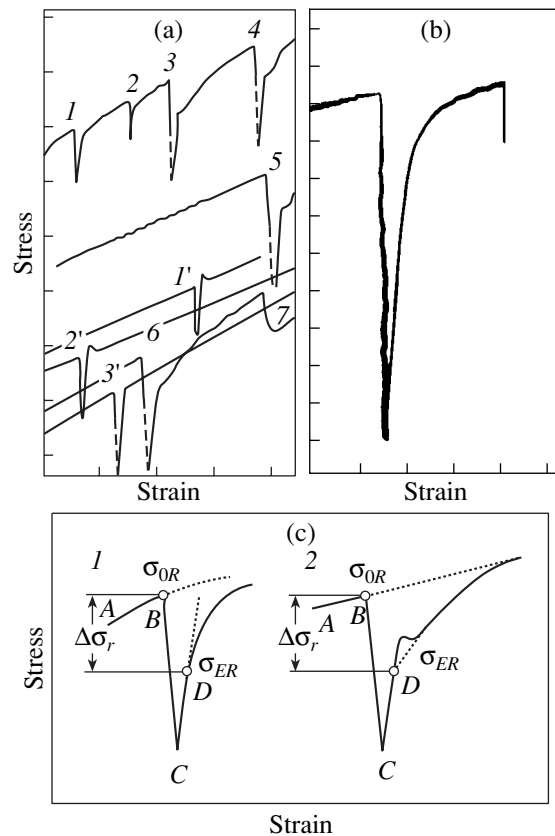 (a)
(b)
1
2
3
4
5
1'
6
2'
7
3'
Stress
Strain
Strain
(c)
1
2
σ0R
σ0R
A
B
A
B
Δσr
Δσr
σER
σER
D
D
C
C
Stress
Strain